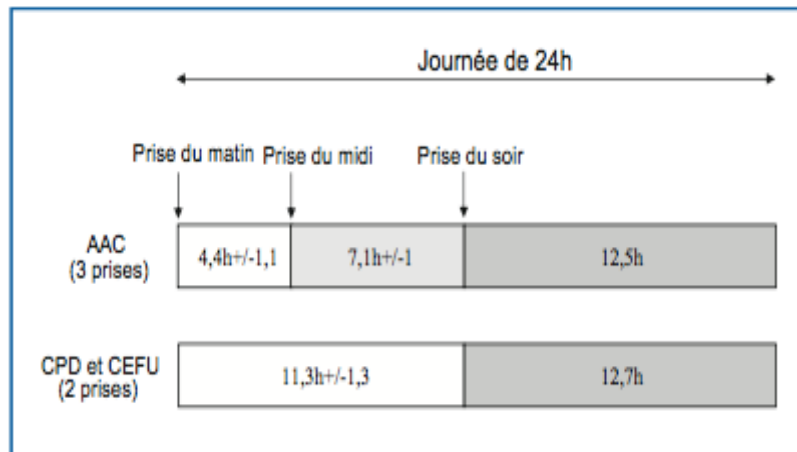 Journée de 24h
Prise du matin Prise du midi Prise du soir
AAC
(3 prises)
4,4h+/-1,1 7,1h+/-1 12,5h
CPD et CEFU
(2 prises)
11,3h+/-1,3 12,7h